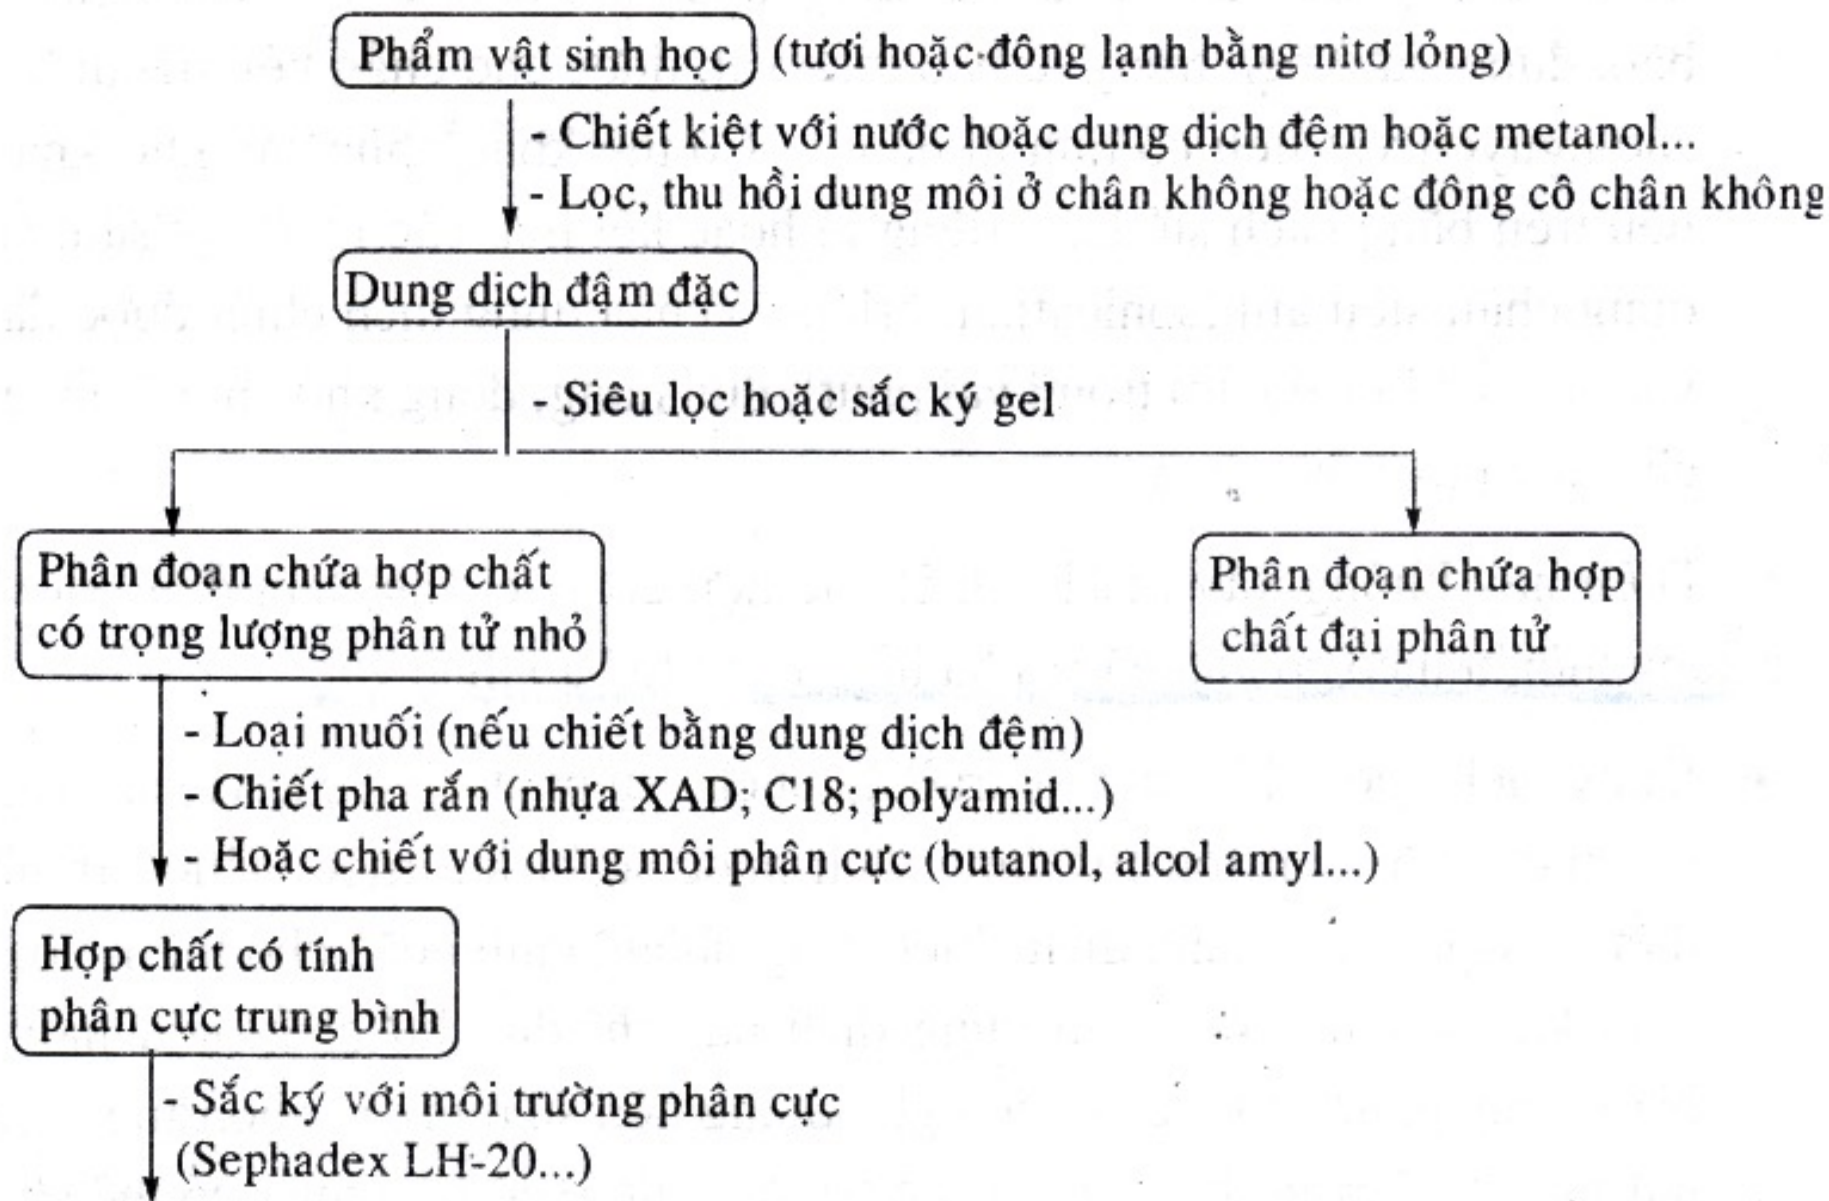 Phẩm vật sinh học (tươi hoặc đông lạnh bằng nitơ lỏng)
- Chiết kiệt với nước hoặc dung dịch đệm hoặc metanol...
- Lọc, thu hồi dung môi ở chân không hoặc đông cô chân không
Dung dịch đậm đặc
- Siêu lọc hoặc sắc ký gel
Phân đoạn chứa hợp chất
có trọng lượng phân tử nhỏ
Phân đoạn chứa hợp
chất đại phân tử
- Loại muối (nếu chiết bằng dung dịch đệm)
- Chiết pha rắn (nhựa XAD; C18; polyamid...)
- Hoặc chiết với dung môi phân cực (butanol, alcol amyl...)
Hợp chất có tính
phân cực trung bình
- Sắc ký với môi trường phân cực
(Sephadex LH-20...)